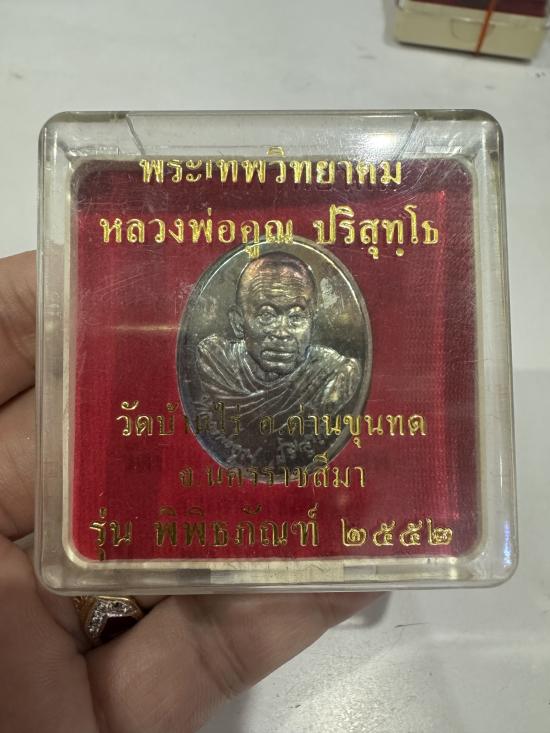 พระเทพวิทยาคม
หลวงพ่อคูณ ปริสุทฺโธ
วัดบ้านไร่ อ.ด่านขุนทด
จ.นครราชสีมา
รุ่น พิพิธภัณฑ์ ๒๕๕๒